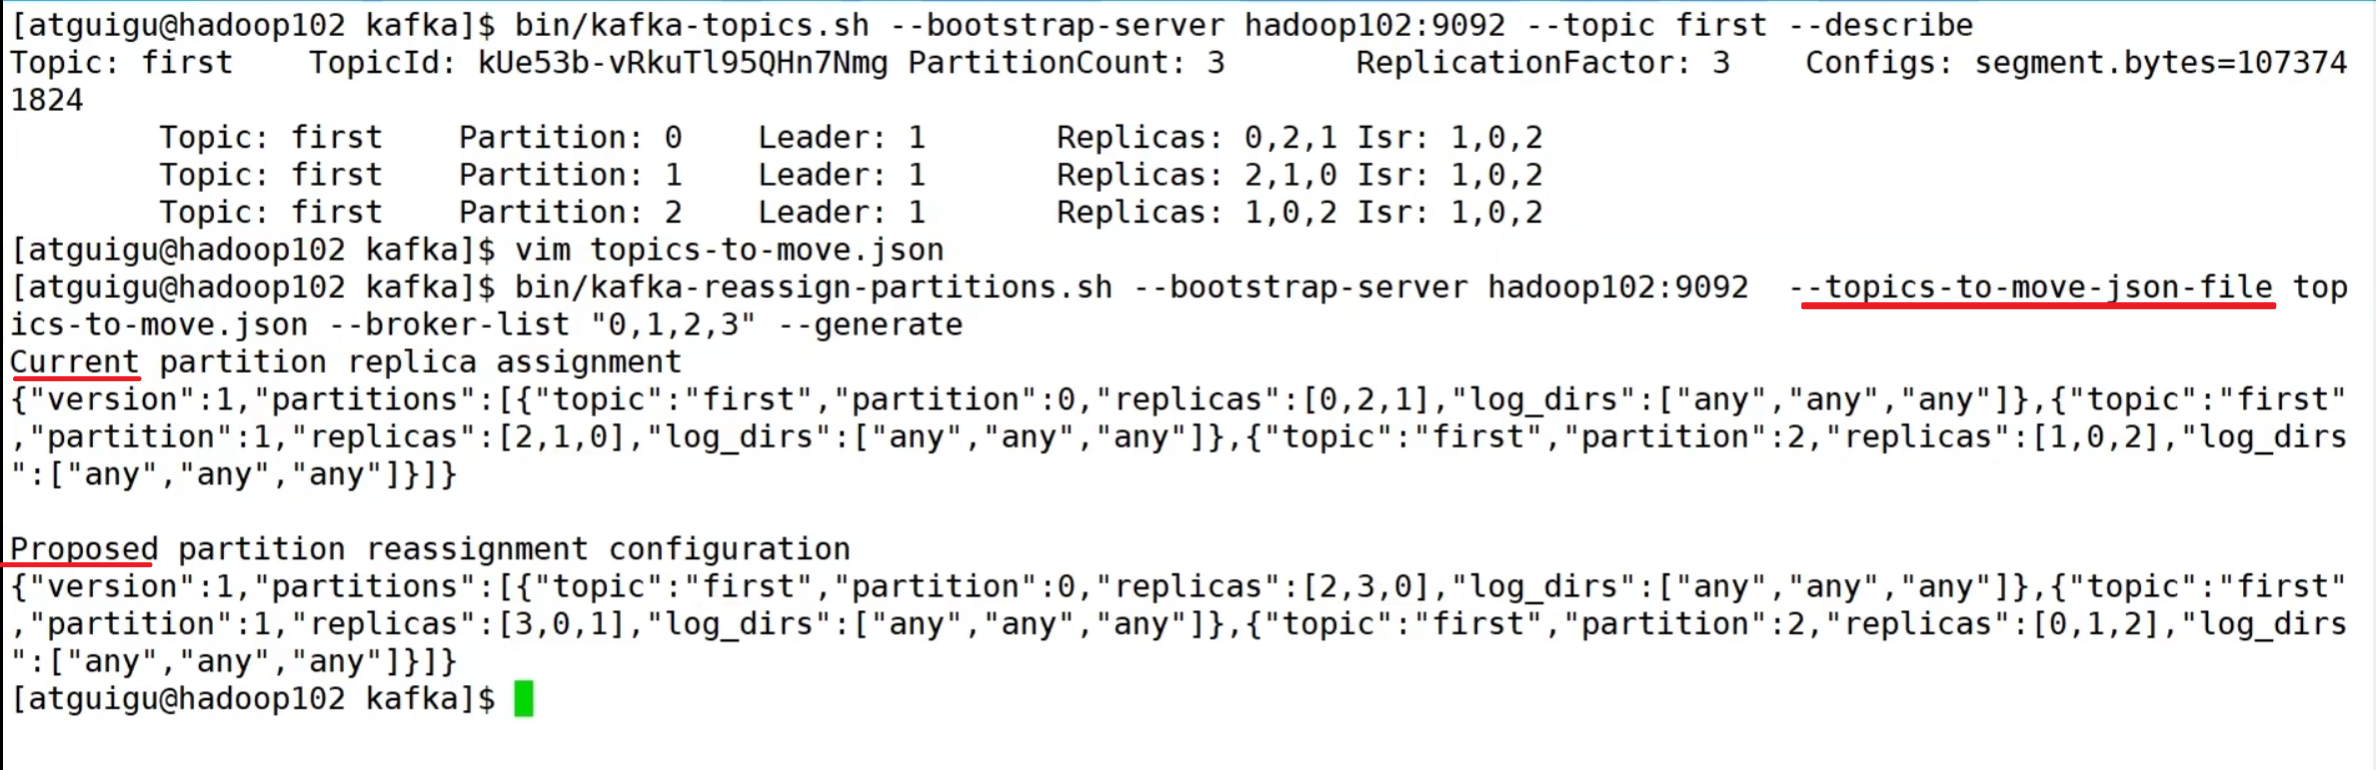 [atguigu@hadoop102 kafka]$ bin/kafka-topics.sh --bootstrap-server hadoop102:9092 --topic first --describe
Topic: first    TopicId: kUe53b-vRkuTl95QHn7Nmg PartitionCount: 3       ReplicationFactor: 3    Configs: segment.bytes=107374
1824
        Topic: first    Partition: 0    Leader: 1       Replicas: 0,2,1 Isr: 1,0,2
        Topic: first    Partition: 1    Leader: 1       Replicas: 2,1,0 Isr: 1,0,2
        Topic: first    Partition: 2    Leader: 1       Replicas: 1,0,2 Isr: 1,0,2
[atguigu@hadoop102 kafka]$ vim topics-to-move.json
[atguigu@hadoop102 kafka]$ bin/kafka-reassign-partitions.sh --bootstrap-server hadoop102:9092  --topics-to-move-json-file top
ics-to-move.json --broker-list "0,1,2,3" --generate
Current partition replica assignment
{"version":1,"partitions":[{"topic":"first","partition":0,"replicas":[0,2,1],"log_dirs":["any","any","any"]},{"topic":"first"
,"partition":1,"replicas":[2,1,0],"log_dirs":["any","any","any"]},{"topic":"first","partition":2,"replicas":[1,0,2],"log_dirs
":["any","any","any"]}]}

Proposed partition reassignment configuration
{"version":1,"partitions":[{"topic":"first","partition":0,"replicas":[2,3,0],"log_dirs":["any","any","any"]},{"topic":"first"
,"partition":1,"replicas":[3,0,1],"log_dirs":["any","any","any"]},{"topic":"first","partition":2,"replicas":[0,1,2],"log_dirs
":["any","any","any"]}]}
[atguigu@hadoop102 kafka]$